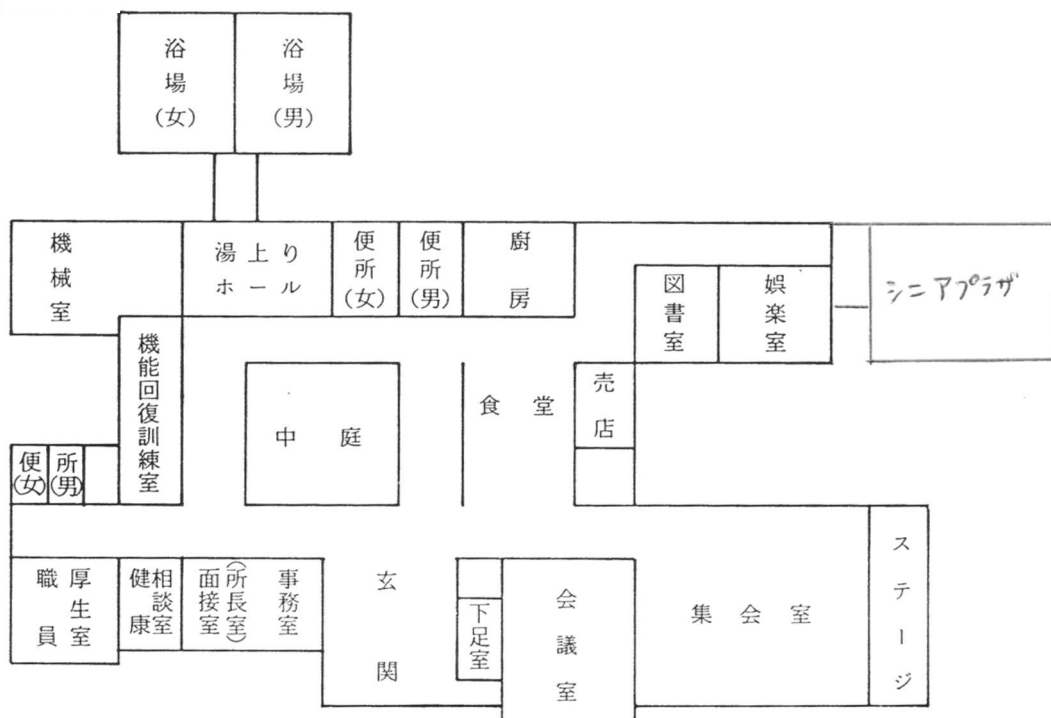 浴場(女)
浴場(男)
機械室
湯上り
ホール
便所(女)
便所(男)
厨房
図書室
娯楽室
シニアプラザ
機能回復訓練室
中庭
食堂
売店
便所
(女)(男)
職員
厚生室
健康
相談室
面接室
(所長室)
事務室
玄関
下足室
会議室
集会室
ステージ